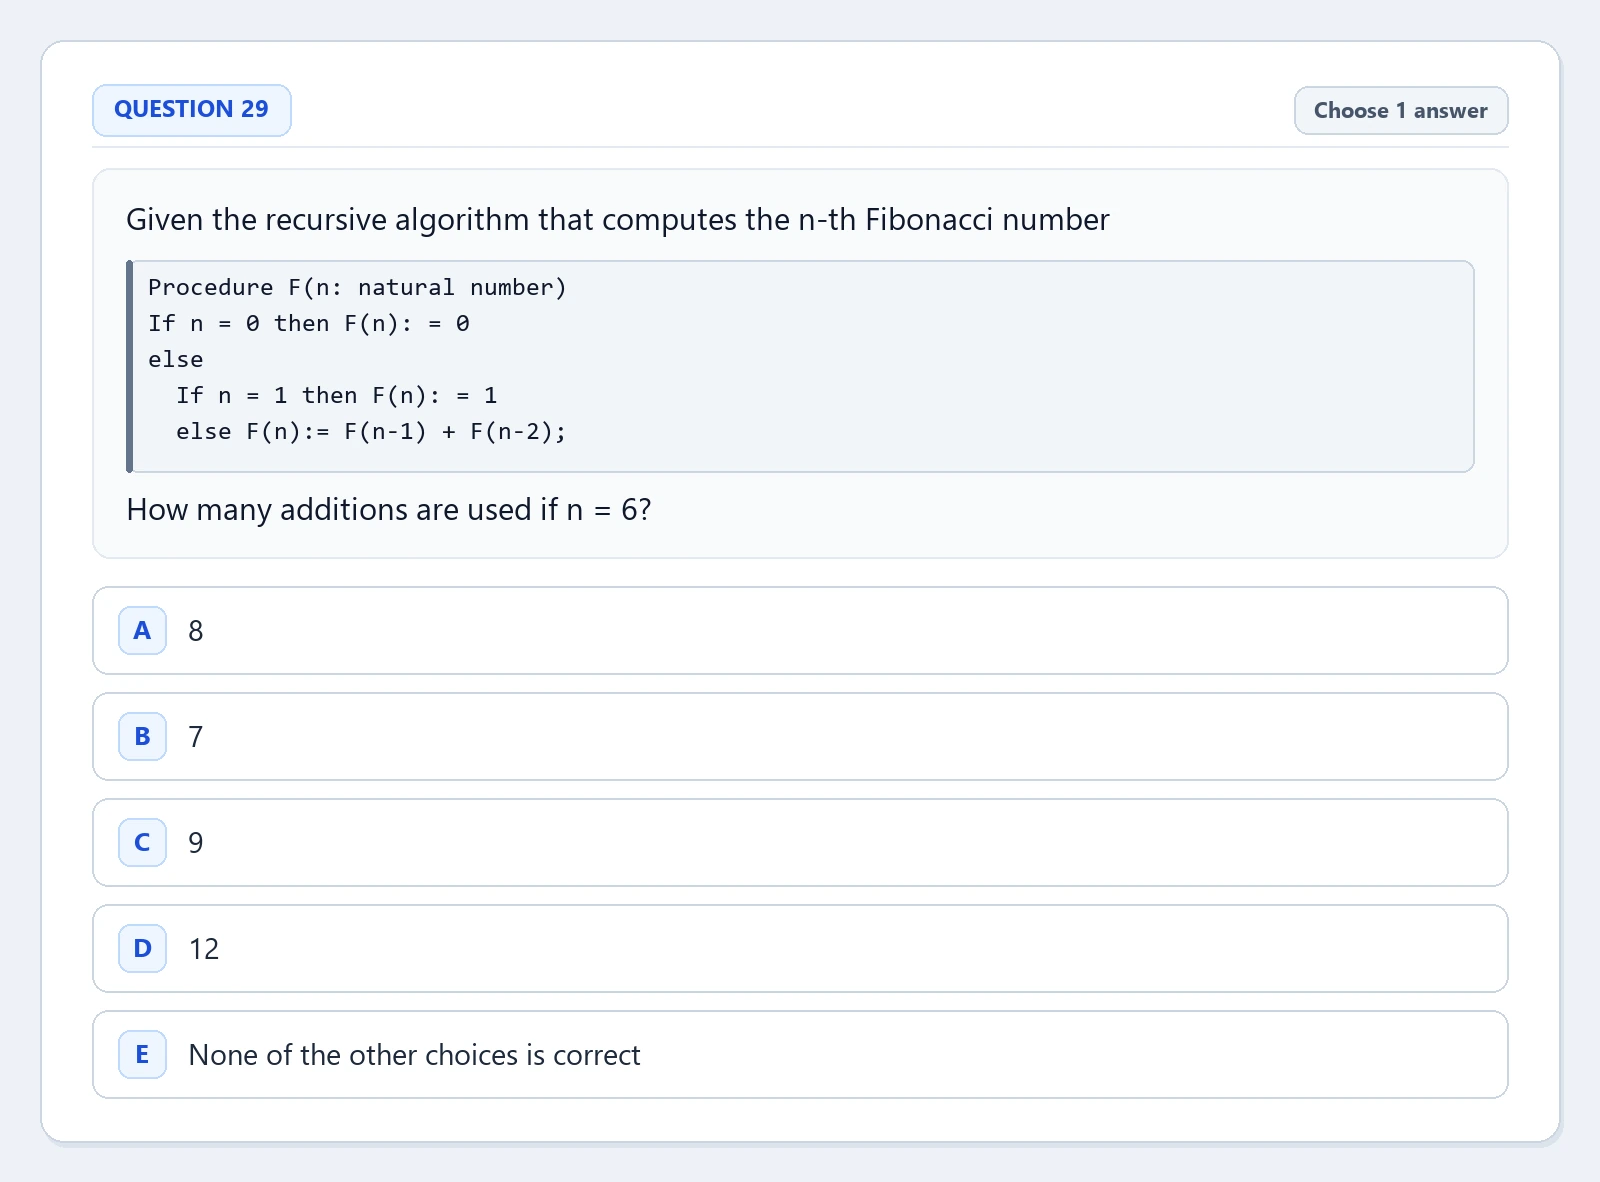 QUESTION 29
Choose 1 answer
Given the recursive algorithm that computes the n-th Fibonacci number
Procedure F(n: natural number)
If n = 0 then F(n): = 0
else
  If n = 1 then F(n): = 1
  else F(n):= F(n-1) + F(n-2);
How many additions are used if n = 6?
A 8
B 7
C 9
D 12
E None of the other choices is correct